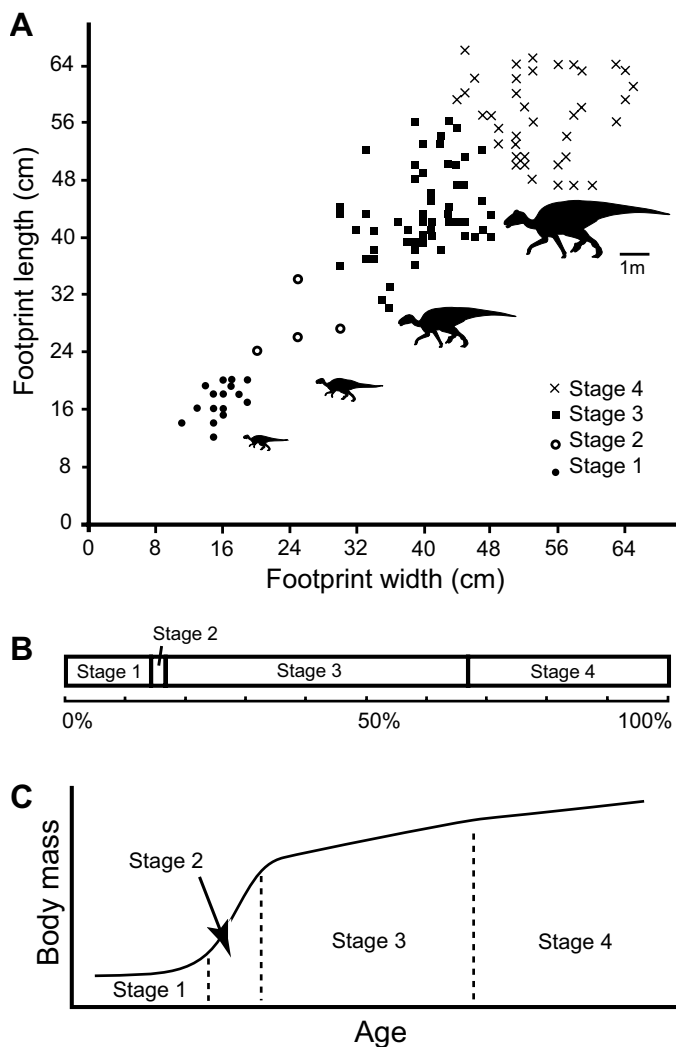 A
Footprint length (cm)
64
56
48
40
32
24
16
8
0
1m
× Stage 4
■ Stage 3
o Stage 2
● Stage 1
0 8 16 24 32 40 48 56 64
Footprint width (cm)
B
Stage 2
Stage 1 Stage 3 Stage 4
0% 50% 100%
C
Body mass
Stage 2
Stage 3 Stage 4
Stage 1
Age